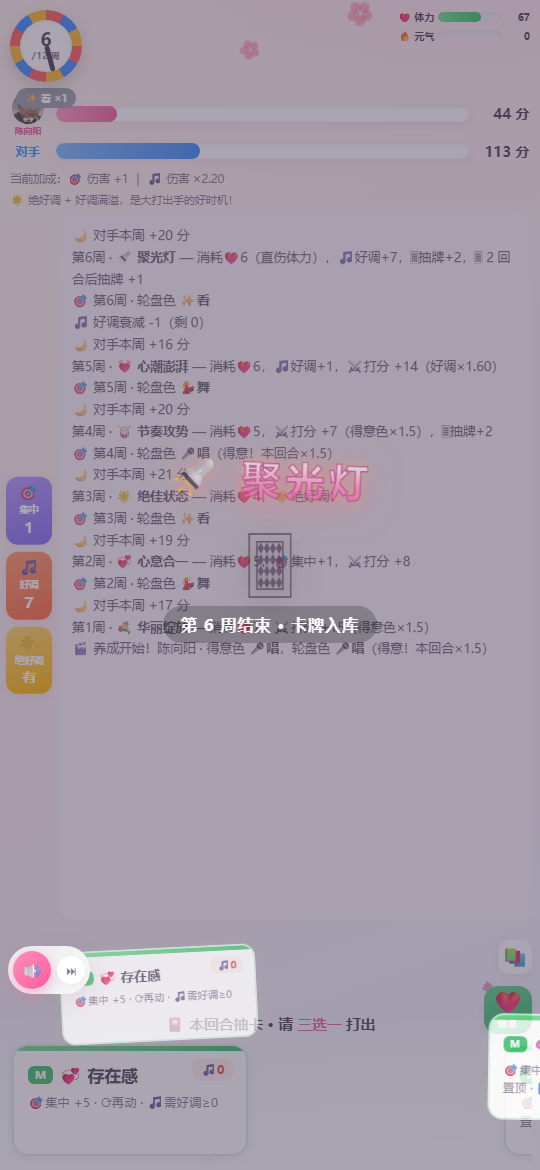 6
/12周
体力 67
元气 0
×1
陈向阳
44 分
对手
113 分
当前加成： 伤害 +1 | 伤害 ×2.20
绝好调 + 好调满溢，是大打出手的好时机！
对手本周 +20 分
第6周 · 聚光灯 — 消耗 6（直伤体力）， 好调+7， 抽牌+2， 2 回
合后抽牌 +1
第6周 · 轮盘色
好调衰减 -1（剩 0）
对手本周 +16 分
第5周 · 心潮澎湃 — 消耗 6， 好调+1， 打分 +14（好调×1.60）
第5周 · 轮盘色 舞
对手本周 +20 分
第4周 · 节奏攻势 — 消耗 5， 打分 +7（得意色×1.5）， 抽牌+2
第4周 · 轮盘色 唱（得意！本回合×1.5）
对手本周 +21 分
聚光灯
第3周 · 绝佳状态 — 消耗 4，
第3周 · 轮盘色
对手本周 +19 分
第2周 · 心意合一 — 消耗 5， 集中+1， 打分 +8
第2周 · 轮盘色 舞
对手本周 +17 分
第 6 周结束 • 卡牌入库
第1周 · 华丽绽放 得意色×1.5）
养成开始！陈向阳 · 得意色 唱，轮盘色 唱（得意！本回合×1.5）
集中
1
好调
7
绝好调
有
存在感
0
集中 +5 · 再动 · 需好调≥0
本回合抽卡 • 请 三选一 打出
M 存在感
0
集中 +5 · 再动 · 需好调≥0
M
集中
置顶 ·